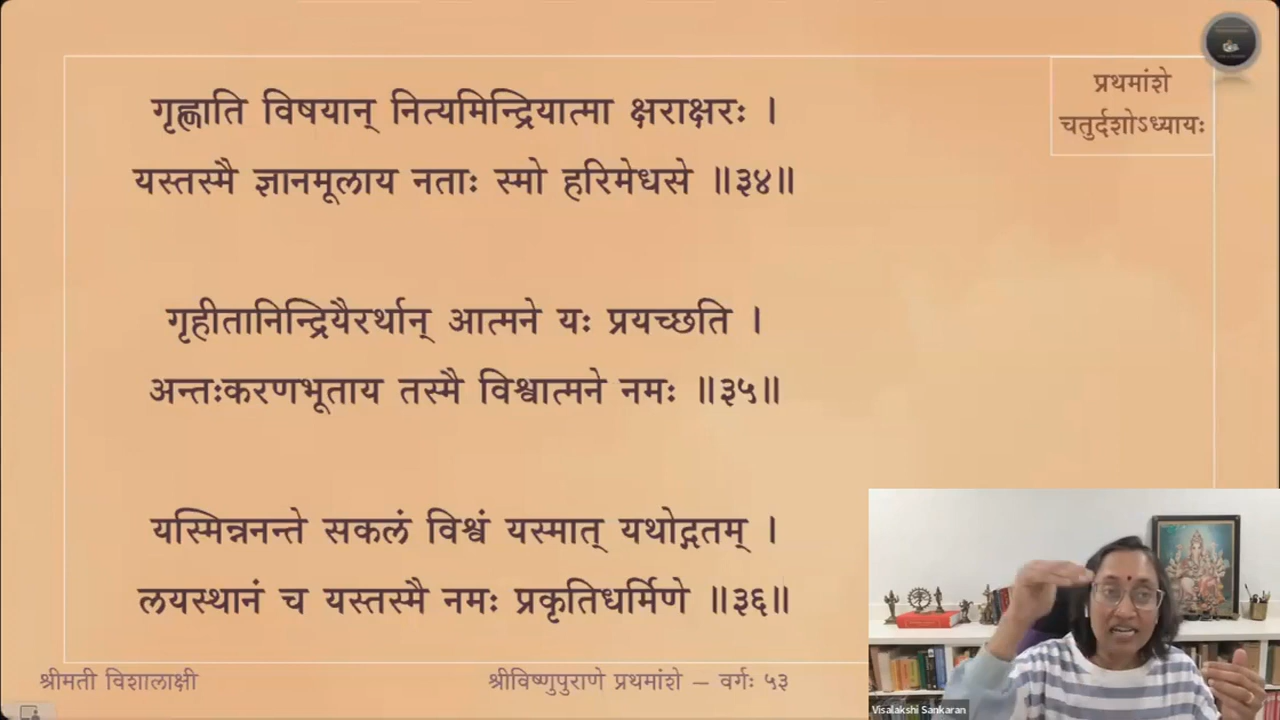 प्रथमांशे
चतुर्दशोऽध्यायः
गृह्णाति विषयान् नित्यमिन्द्रियात्मा क्षराक्षरः ।
यस्तस्मै ज्ञानमूलाय नताः स्मो हरिमेधसे ॥३४॥
गृहीतानिन्द्रियैरर्थान् आत्मने यः प्रयच्छति ।
अन्तःकरणभूताय तस्मै विश्वात्मने नमः ॥३५॥
यस्मिन्ननन्ते सकलं विश्वं यस्मात् यथोद्गतम् ।
लयस्थानं च यस्तस्मै नमः प्रकृतिधर्मिणे ॥३६॥
श्रीमती विशालाक्षी
श्रीविष्णुपुराणे प्रथमांशे – वर्गः ५३
Visalakshi Sankaran